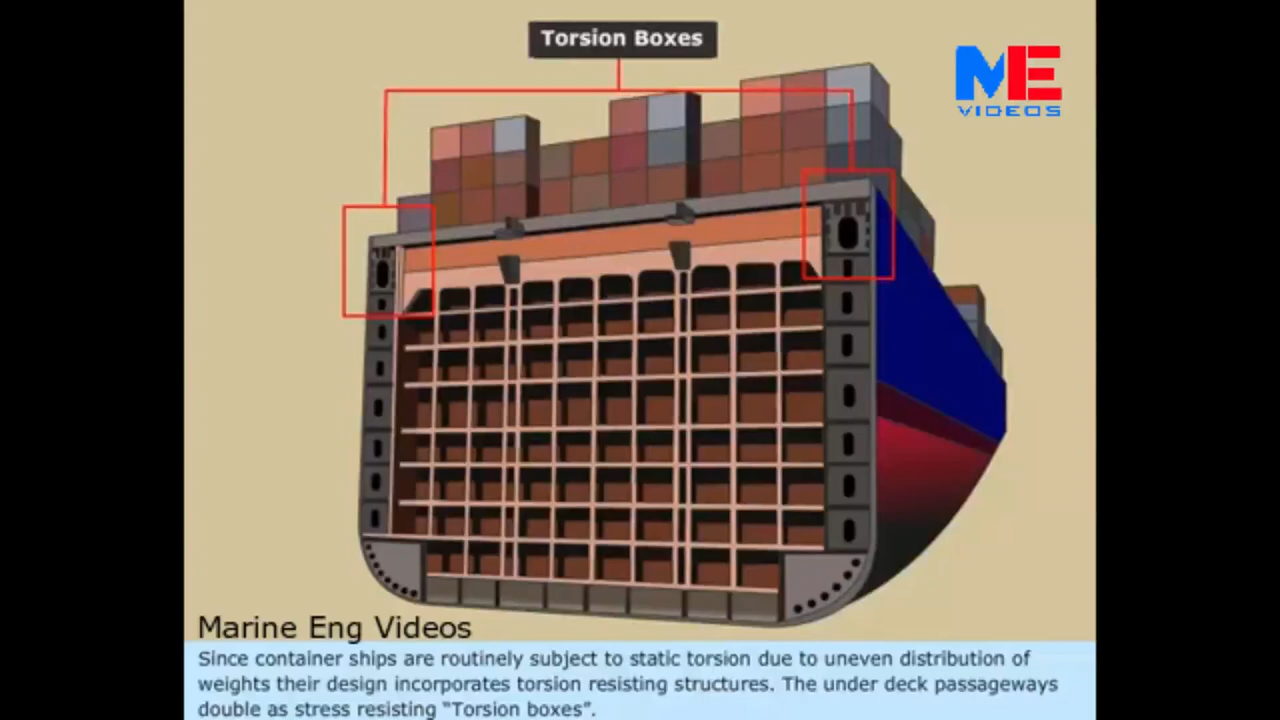 Torsion Boxes
ME
VIDEOS
Marine Eng Videos
Since container ships are routinely subject to static torsion due to uneven distribution of
weights their design incorporates torsion resisting structures. The under deck passageways
double as stress resisting “Torsion boxes”.